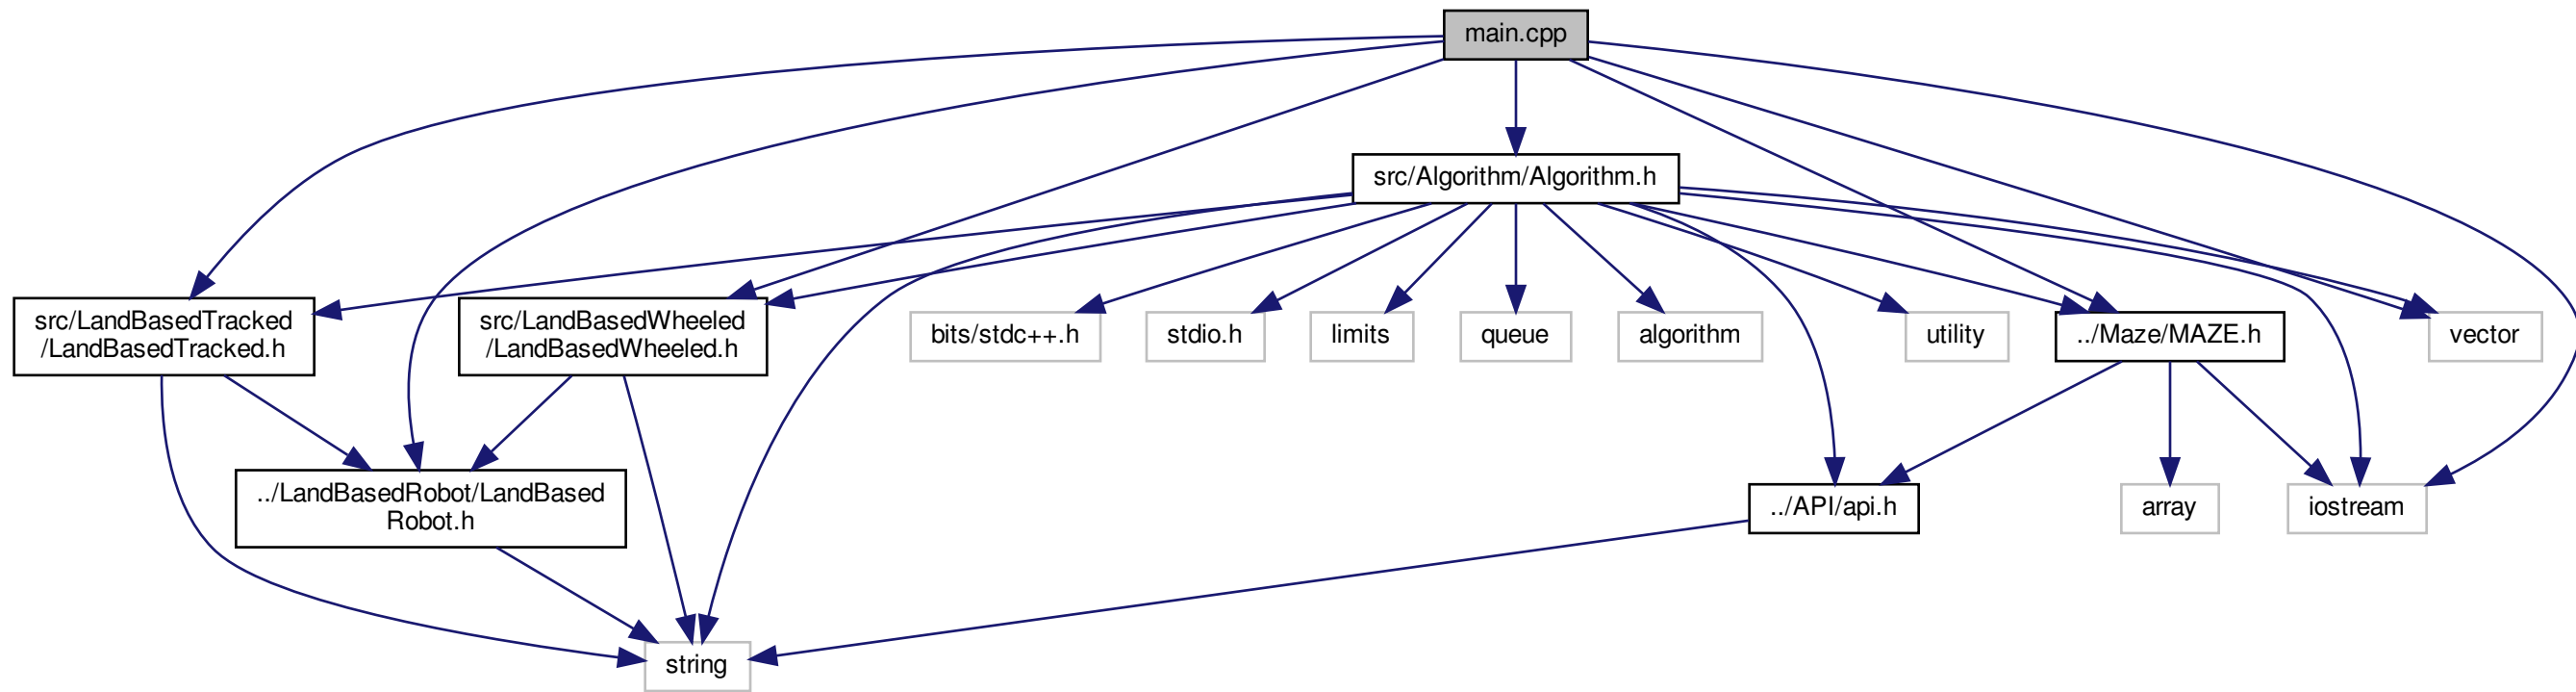 main.cpp
src/Algorithm/Algorithm.h
src/LandBasedTracked
/LandBasedTracked.h
src/LandBasedWheeled
/LandBasedWheeled.h
bits/stdc++.h
stdio.h
limits
queue
algorithm
utility
../Maze/MAZE.h
vector
../LandBasedRobot/LandBased
Robot.h
../API/api.h
array
iostream
string